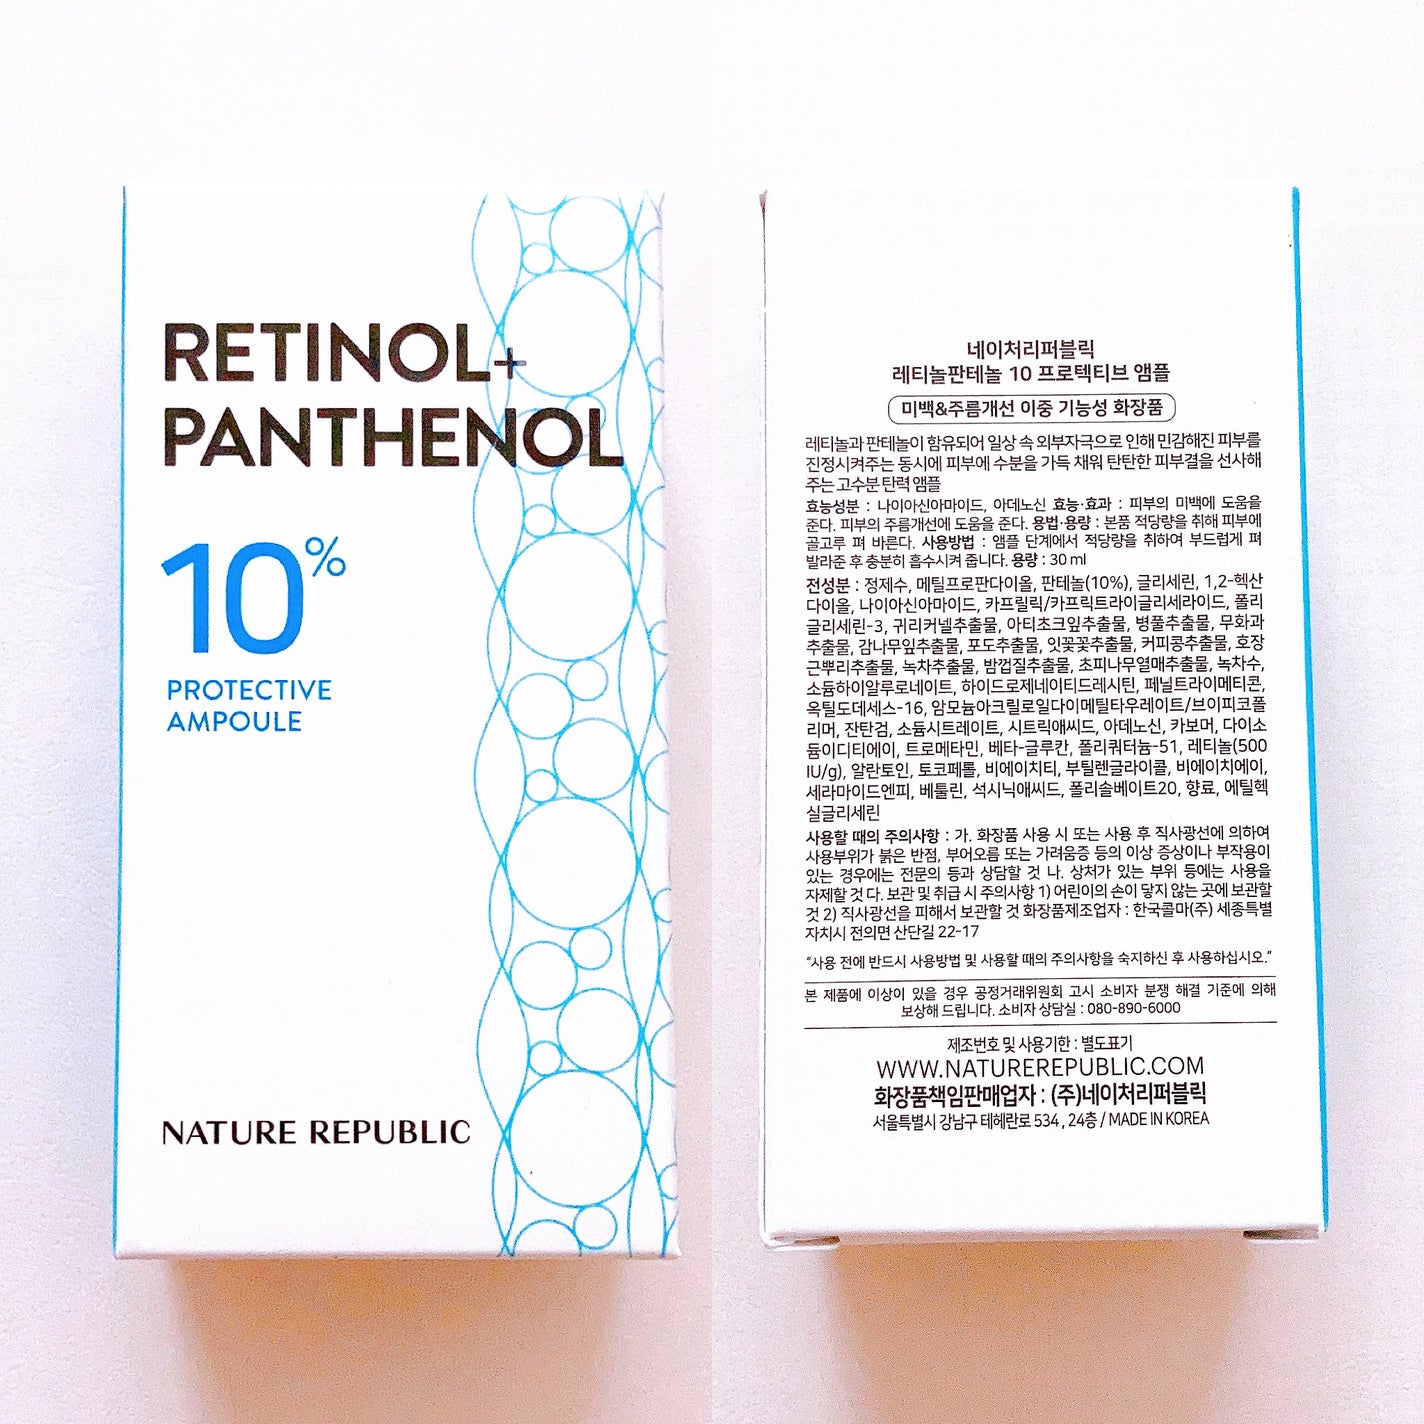 RETINOL+
PANTHENOL
10%
PROTECTIVE
AMPOULE
NATURE REPUBLIC
네이처리퍼블릭
레티놀판테놀 10 프로텍티브 앰플
미백&주름개선 이중 기능성 화장품
레티놀과 판테놀이 함유되어 일상 속 외부자극으로 인해 민감해진 피부를
진정시켜주는 동시에 피부에 수분을 가득 채워 탄탄한 피부결을 선사해
주는 고수분 탄력 앰플
효능성분 : 나이아신아마이드, 아데노신 효능·효과 : 피부의 미백에 도움을
준다. 피부의 주름개선에 도움을 준다. 용법·용량 : 본품 적당량을 취해 피부에
골고루 펴 바른다. 사용방법 : 앰플 단계에서 적당량을 취하여 부드럽게 펴
발라준 후 충분히 흡수시켜 줍니다. 용량 : 30 ml
전성분 : 정제수, 메틸프로판다이올, 판테놀(10%), 글리세린, 1,2-헥산
다이올, 나이아신아마이드, 카프릴릭/카프릭트라이글리세라이드, 폴리
글리세린-3, 귀리커넬추출물, 아티초크잎추출물, 병풀추출물, 무화과
추출물, 감나무잎추출물, 포도추출물, 잇꽃꽃추출물, 커피콩추출물, 호장
근뿌리추출물, 녹차추출물, 밤껍질추출물, 초피나무열매추출물, 녹차수,
소듐하이알루로네이트, 하이드로제네이티드레시틴, 페닐트라이메티콘,
옥틸도데세스-16, 암모늄아크릴로일다이메틸타우레이트/브이피코폴
리머, 잔탄검, 소듐시트레이트, 시트릭애씨드, 아데노신, 카보머, 다이소
듐이디티에이, 트로메타민, 베타-글루칸, 폴리쿼터늄-51, 레티놀(500
IU/g), 알란토인, 토코페롤, 비에이치티, 부틸렌글라이콜, 비에이치에이,
세라마이드엔피, 베툴린, 석시닉애씨드, 폴리솔베이트20, 향료, 에틸헥
실글리세린
사용할 때의 주의사항 : 가. 화장품 사용 시 또는 사용 후 직사광선에 의하여
사용부위가 붉은 반점, 부어오름 또는 가려움증 등의 이상 증상이나 부작용이
있는 경우에는 전문의 등과 상담할 것 나. 상처가 있는 부위 등에는 사용을
자제할 것 다. 보관 및 취급 시 주의사항 1) 어린이의 손이 닿지 않는 곳에 보관할
것 2) 직사광선을 피해서 보관할 것 화장품제조업자 : 한국콜마(주) 세종특별
자치시 전의면 산단길 22-17
“사용 전에 반드시 사용방법 및 사용할 때의 주의사항을 숙지하신 후 사용하십시오.”
본 제품에 이상이 있을 경우 공정거래위원회 고시 소비자 분쟁 해결 기준에 의해
보상해 드립니다. 소비자 상담실 : 080-890-6000
제조번호 및 사용기한 : 별도표기
WWW.NATUREREPUBLIC.COM
화장품책임판매업자 : (주)네이처리퍼블릭
서울특별시 강남구 테헤란로 534 , 24층 / MADE IN KOREA